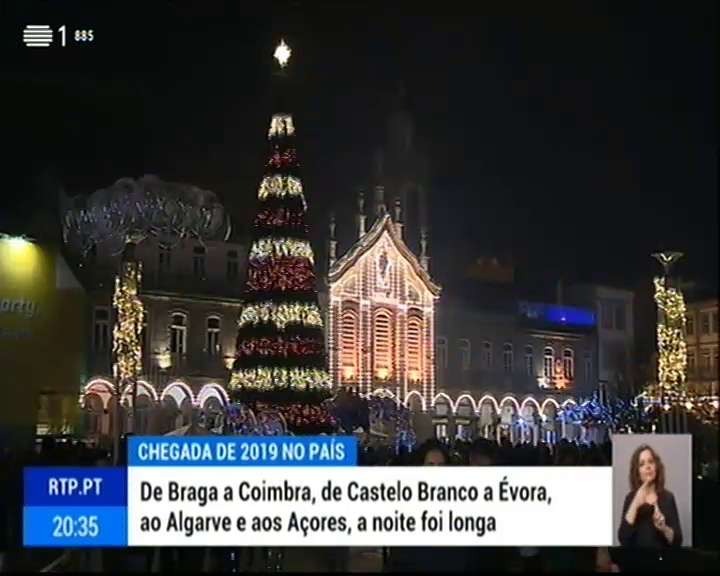 1 885
arty.
CHEGADA DE 2019 NO PAÍS
RTP.PT
De Braga a Coimbra, de Castelo Branco a Évora,
20:35
ao Algarve e aos Açores, a noite foi longa